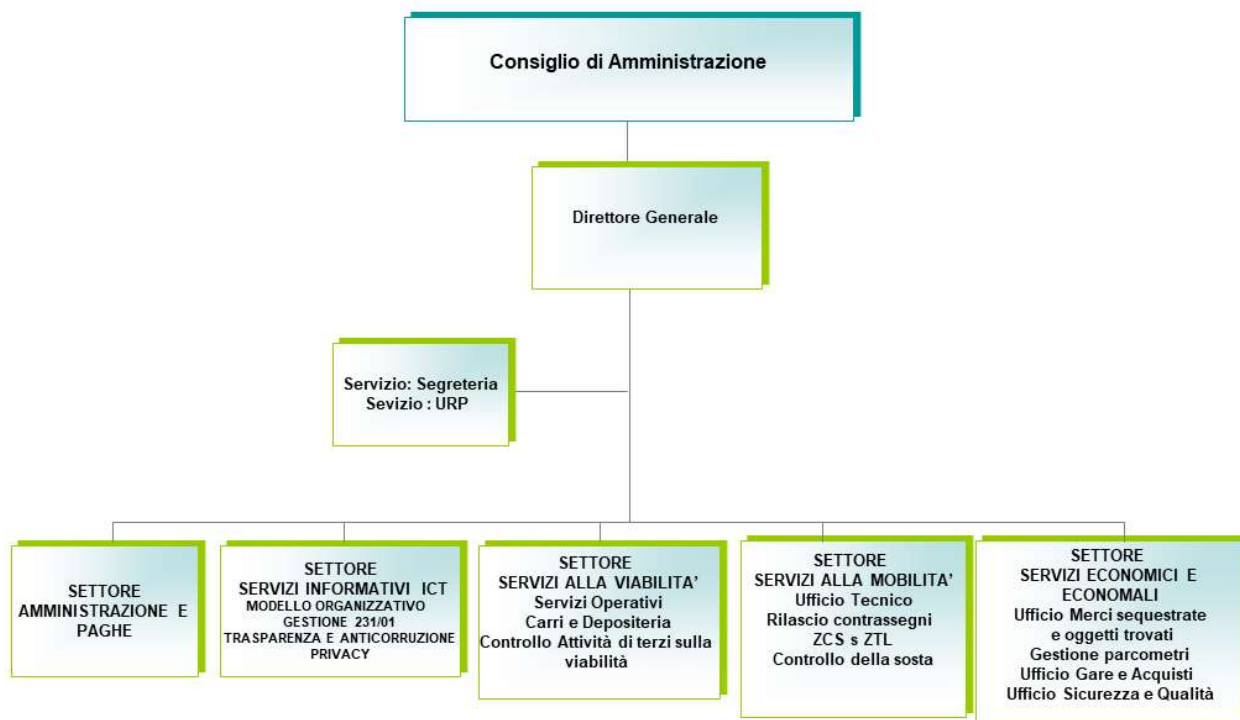 Consiglio di Amministrazione
Direttore Generale
Servizio: Segreteria
Sevizio : URP
SETTORE
AMMINISTRAZIONE E
PAGHE
SETTORE
SERVIZI INFORMATIVI ICT
MODELLO ORGANIZZATIVO
GESTIONE 231/01
TRASPARENZA E ANTICORRUZIONE
PRIVACY
SETTORE
SERVIZI ALLA VIABILITA’
Servizi Operativi
Carri e Depositeria
Controllo Attività di terzi sulla
viabilità
SETTORE
SERVIZI ALLA MOBILITA’
Ufficio Tecnico
Rilascio contrassegni
ZCS s ZTL
Controllo della sosta
SETTORE
SERVIZI ECONOMICI E
ECONOMALI
Ufficio Merci sequestrate
e oggetti trovati
Gestione parcometri
Ufficio Gare e Acquisti
Ufficio Sicurezza e Qualità